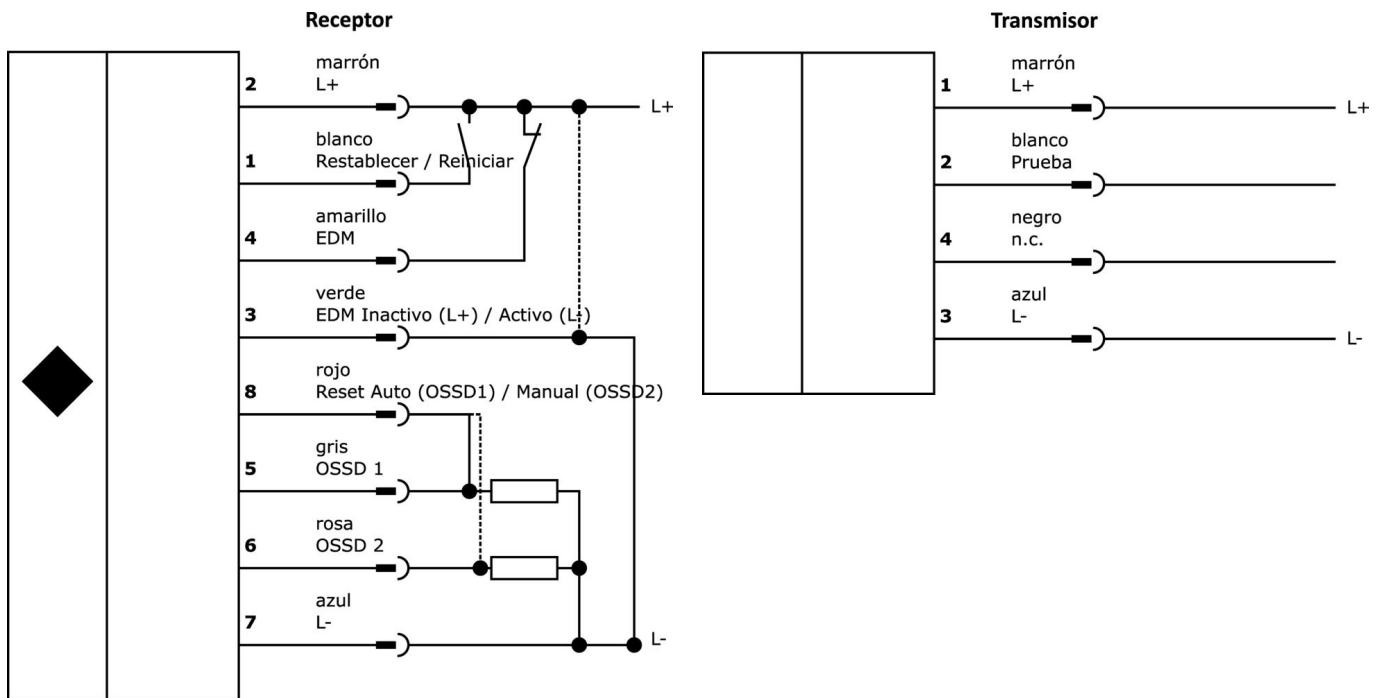 Receptor
2
marrón
L+
L+
1
blanco
Restablecer / Reiniciar
4
amarillo
EDM
3
verde
EDM Inactivo (L+) / Activo (L-)
8
rojo
Reset Auto (OSSD1) / Manual (OSSD2)
5
gris
OSSD 1
6
rosa
OSSD 2
7
azul
L-
L-
Transmisor
1
marrón
L+
L+
2
blanco
Prueba
4
negro
n.c.
3
azul
L-
L-